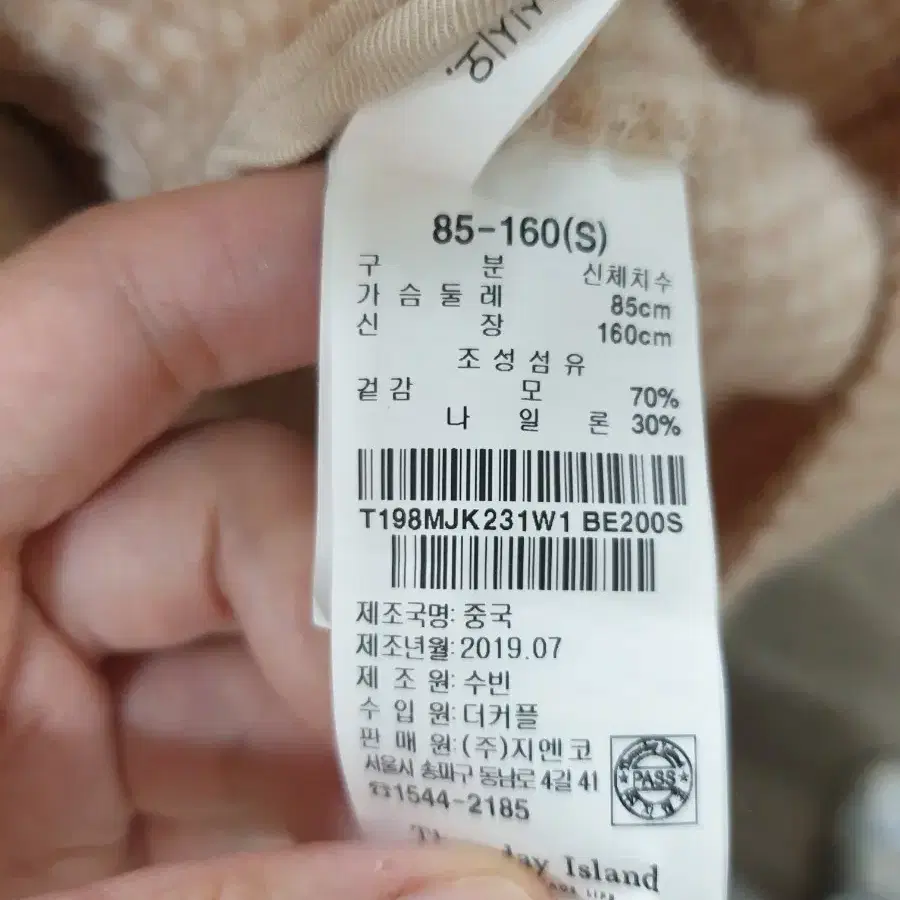 시오.
85-160(S)
구 분 신체치수
가슴둘레 85cm
신 장 160cm
조성섬유
겉감 모 70%
나 일 론 30%
T198MJK231W1 BE200S
제조국명: 중국
제조년월: 2019.07
제 조 원: 수빈
수 입 원: 더커플
판 매 원: (주)지엔코
서울시 송파구 동남로 4길 41
☎1544-2185
PASS
Island